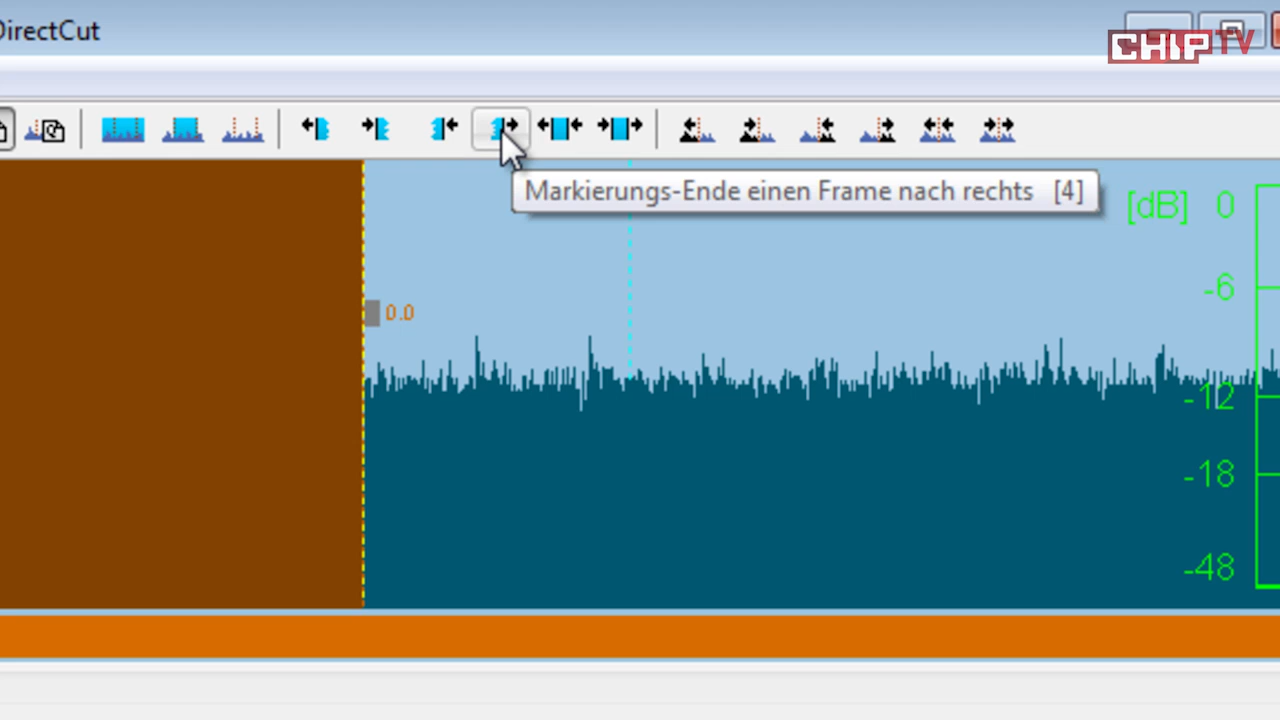 DirectCut
CHIP TV
Markierungs-Ende einen Frame nach rechts [4]
[dB] 0
-6
0.0
-12
-18
-48